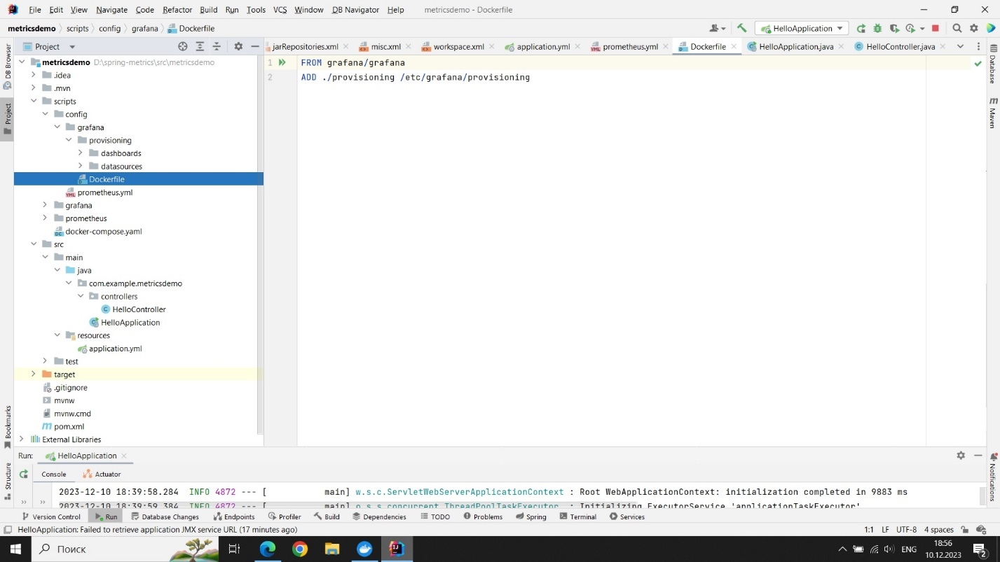 File Edit View Navigate Code Refactor Build Run Tools VCS Window DB Navigator Help metricsdemo - Dockerfile
metricsdemo scripts config grafana Dockerfile HelloApplication
Project jarRepositories.xml misc.xml workspace.xml application.yml prometheus.yml Dockerfile HelloApplication.java HelloController.java
DB Browser
Project
Bookmarks
Structure
metricsdemo D:\spring-metrics\src\metricsdemo
.idea
.mvn
scripts
config
grafana
provisioning
dashboards
datasources
Dockerfile
prometheus.yml
grafana
prometheus
docker-compose.yaml
src
main
java
com.example.metricsdemo
controllers
HelloController
HelloApplication
resources
application.yml
test
target
.gitignore
mvnw
mvnw.cmd
pom.xml
External Libraries
1 FROM grafana/grafana
2 ADD ./provisioning /etc/grafana/provisioning
Database
Maven
Notifications
Run: HelloApplication
Console Actuator
2023-12-10 18:39:58.284 INFO 4872 --- [ main] w.s.c.ServletWebServerApplicationContext : Root WebApplicationContext: initialization completed in 9883 ms
2023-12-10 18:39:59.384 INFO 4872 --- [ main] o.s.s.concurrent.ThreadPoolTaskExecutor : Initializing ExecutorService 'applicationTaskExecutor'
Version Control Run Database Changes Endpoints Profiler Build Dependencies TODO Problems Spring Terminal Services
HelloApplication: Failed to retrieve application JMX service URL (17 minutes ago) 1:1 LF UTF-8 4 spaces
Поиск ENG 18:56
10.12.2023 2